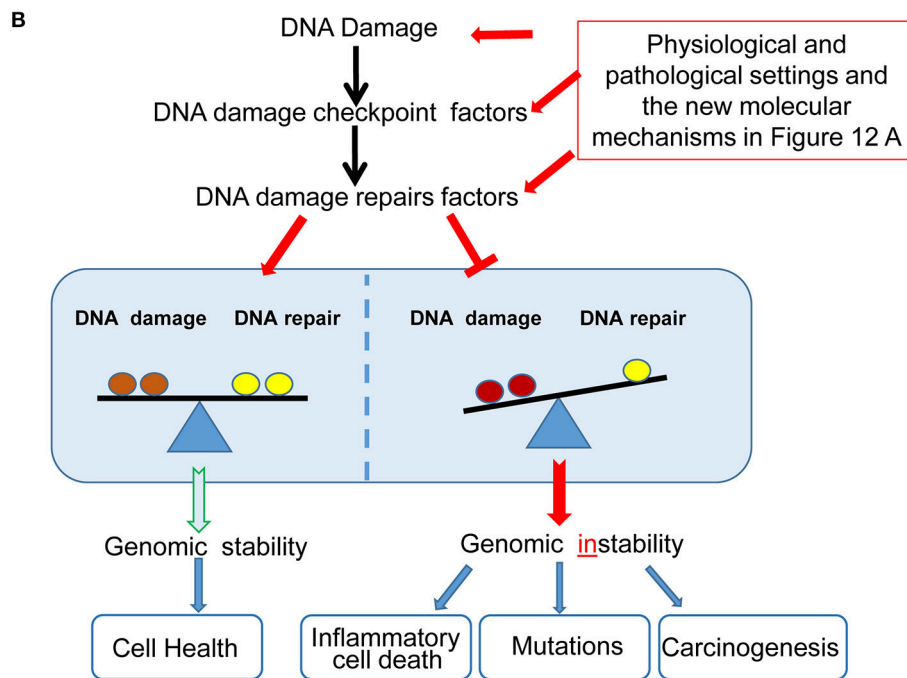 B
DNA Damage
Physiological and
pathological settings and
the new molecular
mechanisms in Figure 12 A
DNA damage checkpoint factors
DNA damage repairs factors
DNA damage DNA repair
DNA damage DNA repair
Genomic stability
Genomic instability
Cell Health
Inflammatory
cell death
Mutations
Carcinogenesis